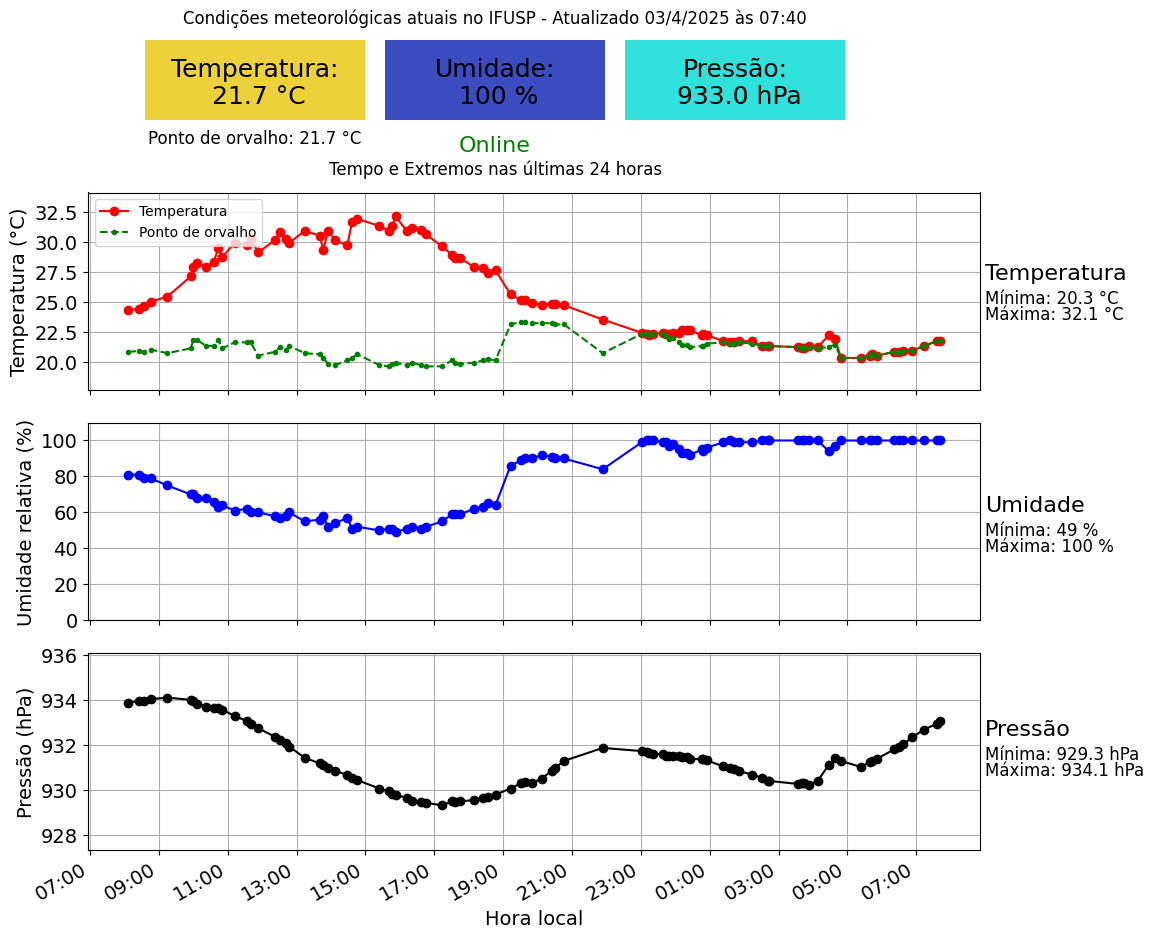 Condições meteorológicas atuais no IFUSP - Atualizado 03/4/2025 às 07:40
Temperatura:
21.7 °C
Umidade:
100 %
Pressão:
933.0 hPa
Ponto de orvalho: 21.7 °C
Online
Tempo e Extremos nas últimas 24 horas
Temperatura (°C)
32.5
30.0
27.5
25.0
22.5
20.0
Temperatura
Ponto de orvalho
Temperatura
Mínima: 20.3 °C
Máxima: 32.1 °C
Umidade relativa (%)
100
80
60
40
20
0
Umidade
Mínima: 49 %
Máxima: 100 %
Pressão (hPa)
936
934
932
930
928
Pressão
Mínima: 929.3 hPa
Máxima: 934.1 hPa
07:00 09:00 11:00 13:00 15:00 17:00 19:00 21:00 23:00 01:00 03:00 05:00 07:00
Hora local